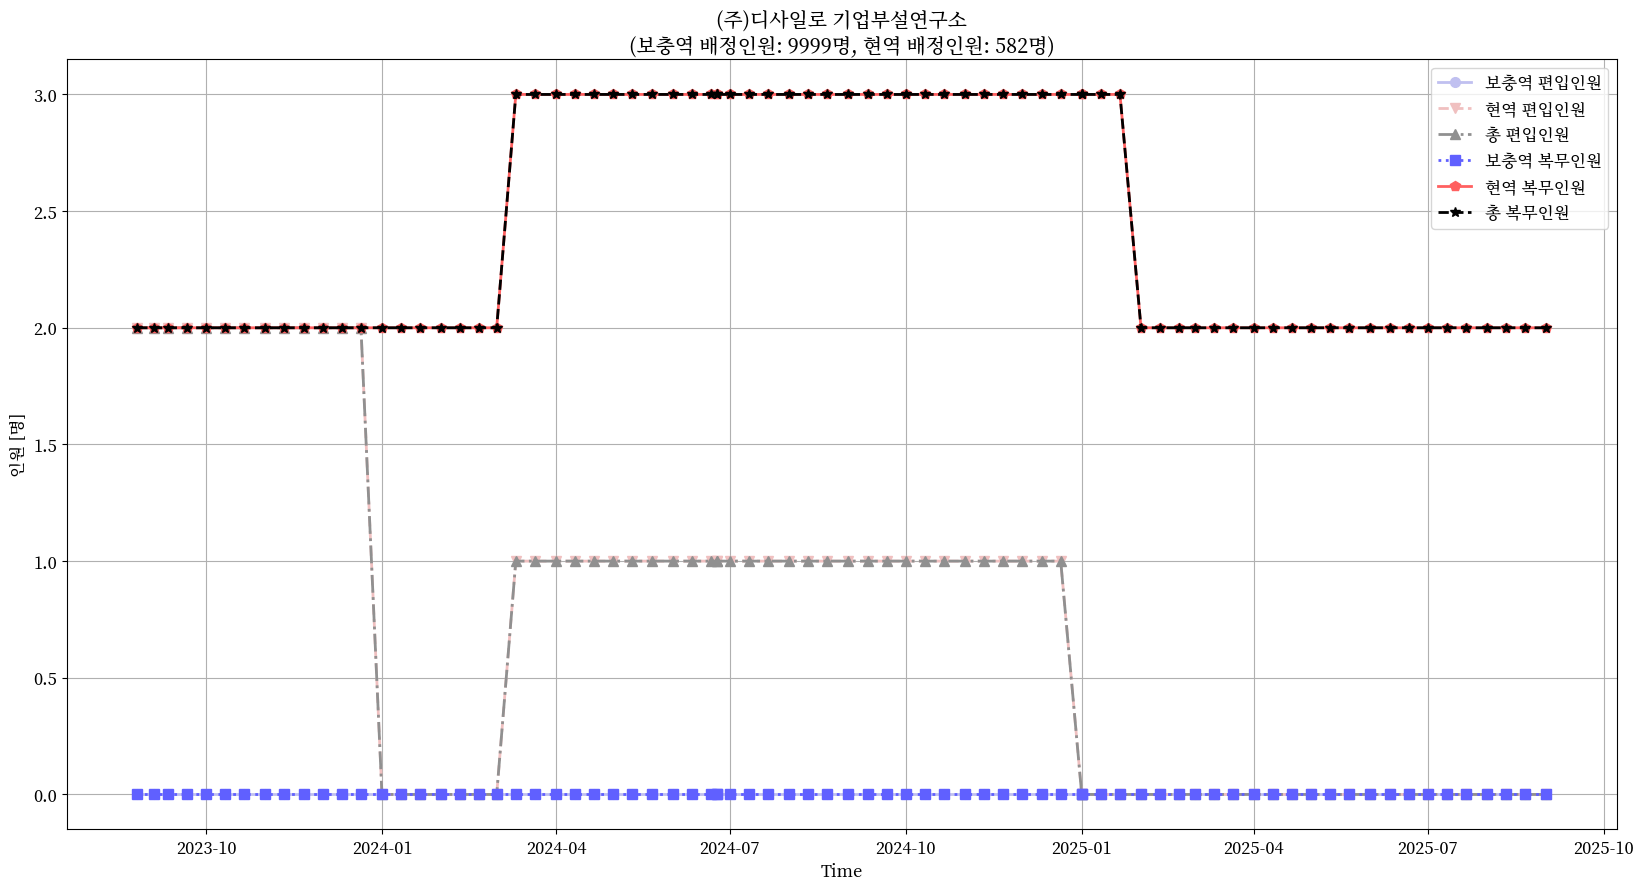 (주)디사일로 기업부설연구소
(보충역 배정인원: 9999명, 현역 배정인원: 582명)
보충역 편입인원
현역 편입인원
총 편입인원
보충역 복무인원
현역 복무인원
총 복무인원
인원 [명]
3.0
2.5
2.0
1.5
1.0
0.5
0.0
2023-10 2024-01 2024-04 2024-07 2024-10 2025-01 2025-04 2025-07 2025-10
Time